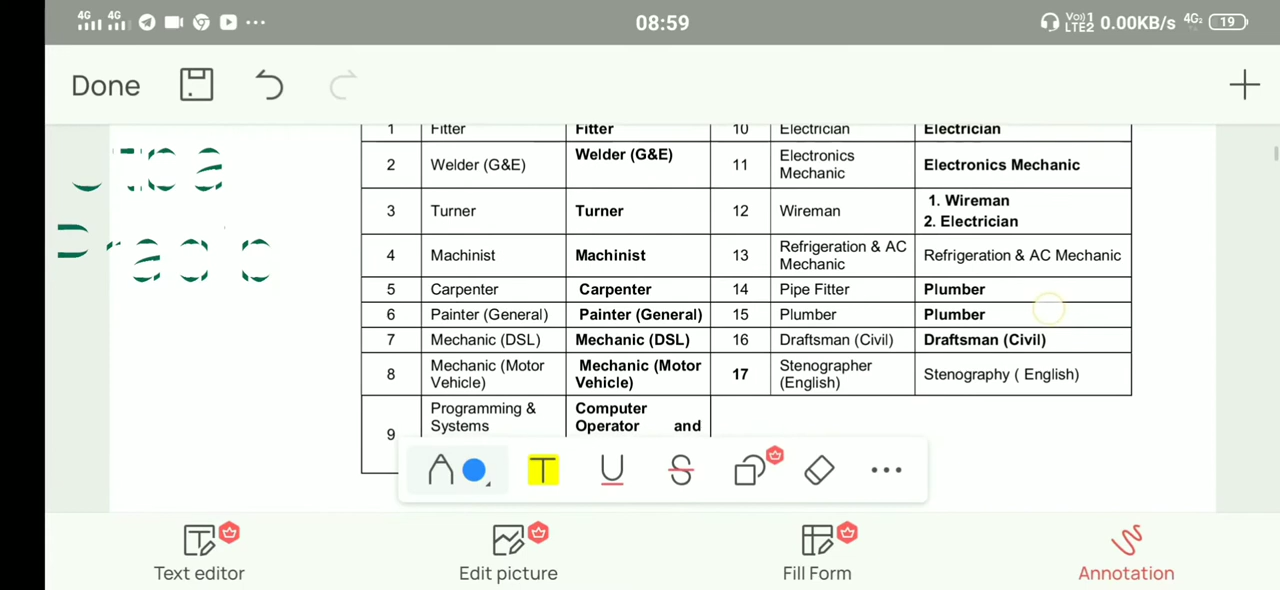 4G 4G 08:59 Vo) 1 LTE2 0.00KB/s 4G2 19
Done
1 Fitter Fitter 10 Electrician Electrician
2 Welder (G&E) Welder (G&E) 11 Electronics Mechanic Electronics Mechanic
3 Turner Turner 12 Wireman 1. Wireman 2. Electrician
4 Machinist Machinist 13 Refrigeration & AC Mechanic Refrigeration & AC Mechanic
5 Carpenter Carpenter 14 Pipe Fitter Plumber
6 Painter (General) Painter (General) 15 Plumber Plumber
7 Mechanic (DSL) Mechanic (DSL) 16 Draftsman (Civil) Draftsman (Civil)
8 Mechanic (Motor Vehicle) Mechanic (Motor Vehicle) 17 Stenographer (English) Stenography ( English)
9 Programming & Systems Computer Operator and
Text editor Edit picture Fill Form Annotation